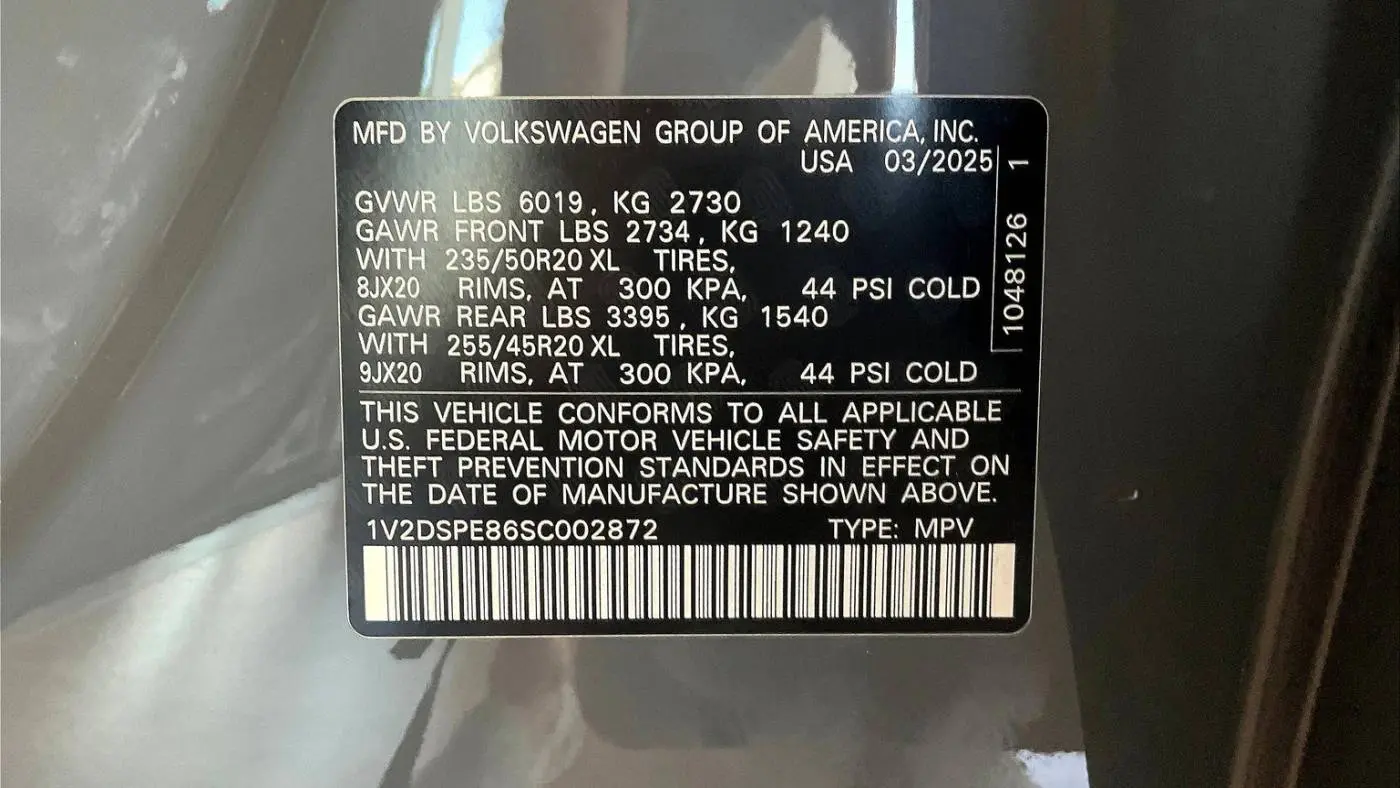 MFD BY VOLKSWAGEN GROUP OF AMERICA, INC.
USA 03/2025
GVWR LBS 6019, KG 2730
GAWR FRONT LBS 2734, KG 1240
WITH 235/50R20 XL TIRES,
8JX20 RIMS, AT 300 KPA, 44 PSI COLD
GAWR REAR LBS 3395, KG 1540
WITH 255/45R20 XL TIRES,
9JX20 RIMS, AT 300 KPA, 44 PSI COLD
1048126 1
THIS VEHICLE CONFORMS TO ALL APPLICABLE
U.S. FEDERAL MOTOR VEHICLE SAFETY AND
THEFT PREVENTION STANDARDS IN EFFECT ON
THE DATE OF MANUFACTURE SHOWN ABOVE.
1V2DSPE86SC002872 TYPE: MPV